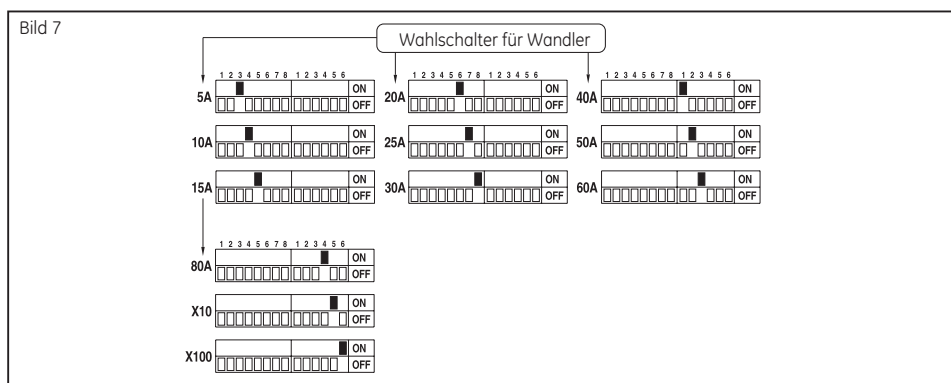 Bild 7
Wahlschalter für Wandler
1 2 3 4 5 6 7 8 1 2 3 4 5 6
5A ON
OFF
10A ON
OFF
15A ON
OFF
1 2 3 4 5 6 7 8 1 2 3 4 5 6
20A ON
OFF
25A ON
OFF
30A ON
OFF
1 2 3 4 5 6 7 8 1 2 3 4 5 6
40A ON
OFF
50A ON
OFF
60A ON
OFF
1 2 3 4 5 6 7 8 1 2 3 4 5 6
80A ON
OFF
X10 ON
OFF
X100 ON
OFF